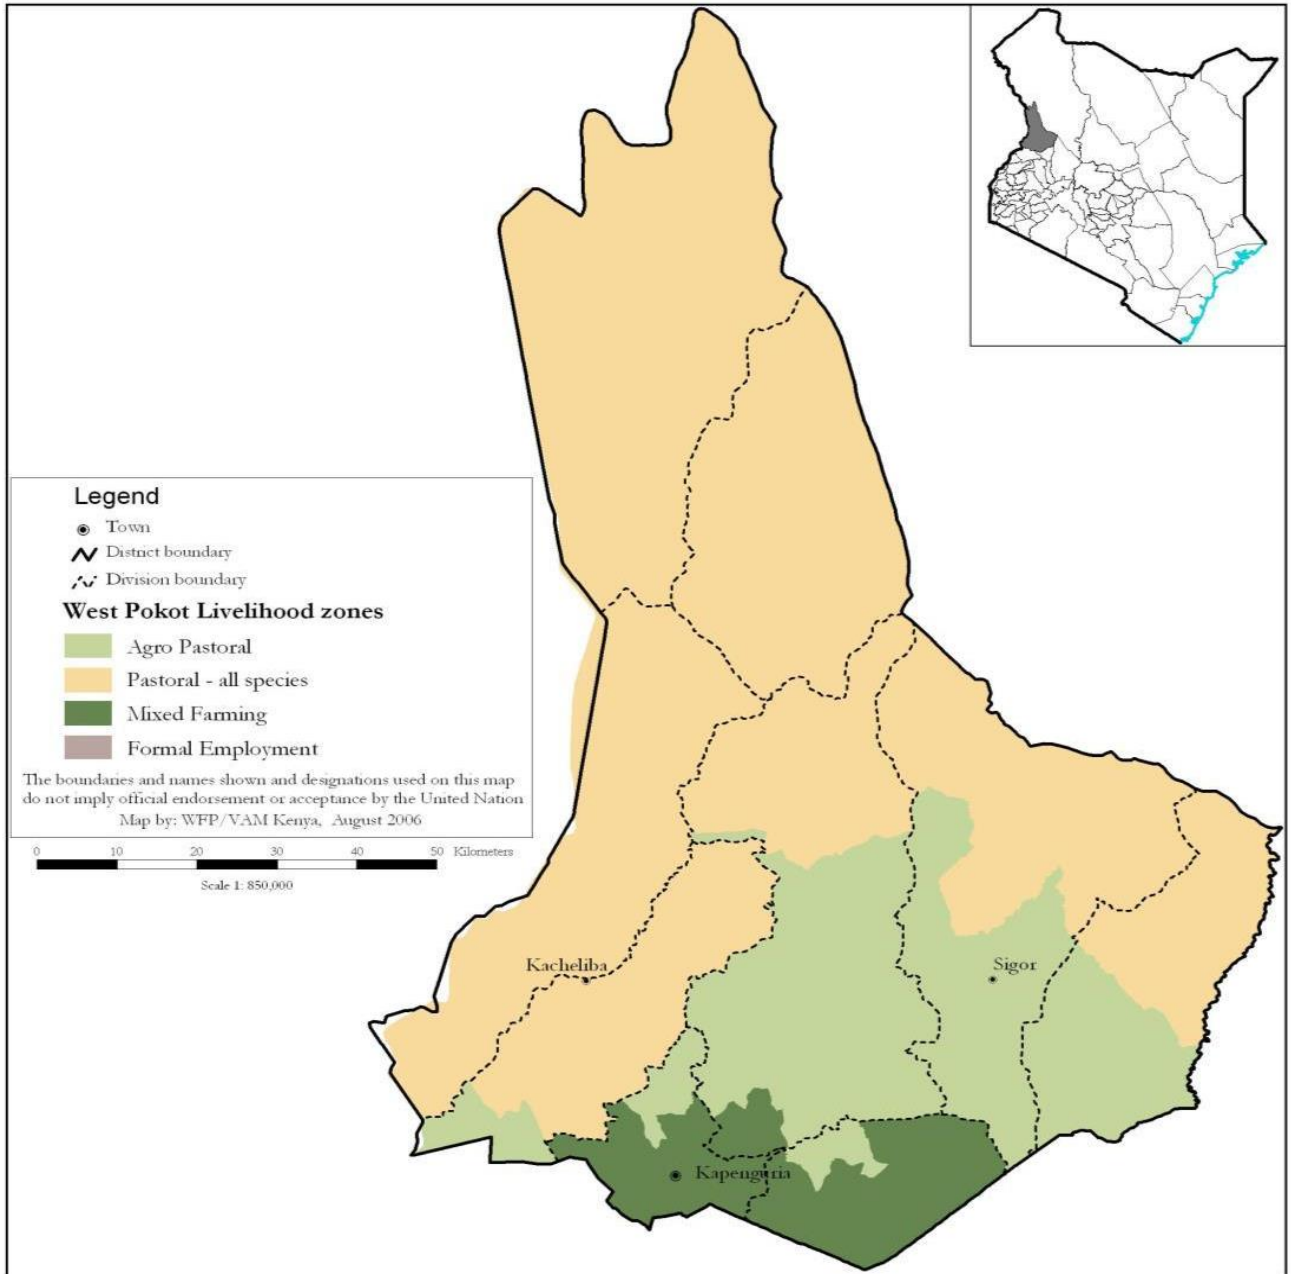 Legend
Town
District boundary
Division boundary
West Pokot Livelihood zones
Agro Pastoral
Pastoral - all species
Mixed Farming
Formal Employment
The boundaries and names shown and designations used on this map
do not imply official endorsement or acceptance by the United Nation
Map by: WFP/VAM Kenya, August 2006
0 10 20 30 40 50 Kilometers
Scale 1: 850,000
Kacheliba
Sigor
Kapenguria